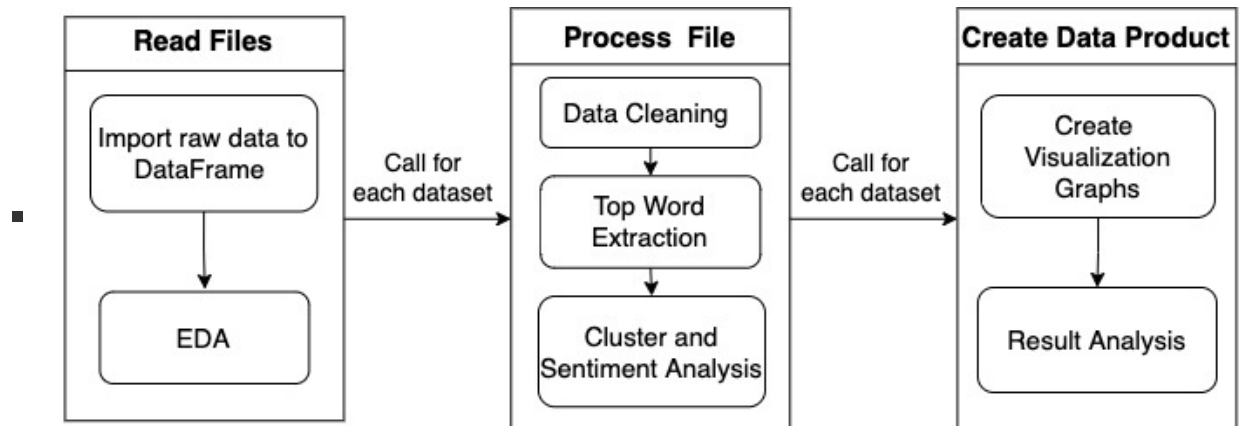 Read Files
Import raw data to
DataFrame
EDA
Call for
each dataset
Process File
Data Cleaning
Top Word
Extraction
Cluster and
Sentiment Analysis
Call for
each dataset
Create Data Product
Create
Visualization
Graphs
Result Analysis